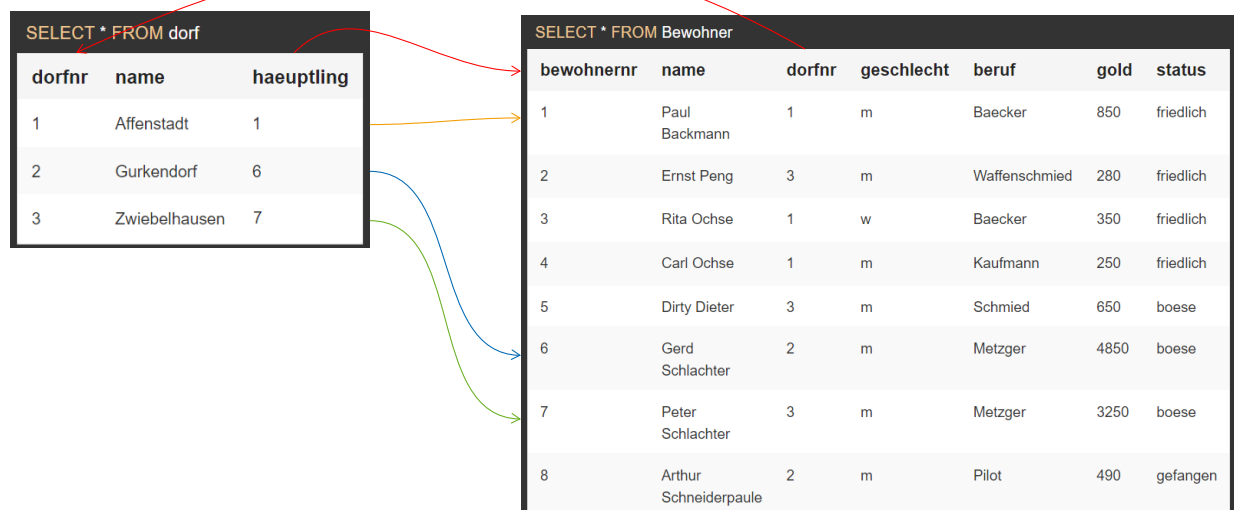 SELECT * FROM dorf
dorfnr name haeuptling
1 Affenstadt 1
2 Gurkendorf 6
3 Zwiebelhausen 7
SELECT * FROM Bewohner
bewohnernr name dorfnr geschlecht beruf gold status
1 Paul 1 m Baecker 850 friedlich
Backmann
2 Ernst Peng 3 m Waffenschmied 280 friedlich
3 Rita Ochse 1 w Baecker 350 friedlich
4 Carl Ochse 1 m Kaufmann 250 friedlich
5 Dirty Dieter 3 m Schmied 650 boese
6 Gerd 2 m Metzger 4850 boese
Schlachter
7 Peter 3 m Metzger 3250 boese
Schlachter
8 Arthur 2 m Pilot 490 gefangen
Schneiderpaule